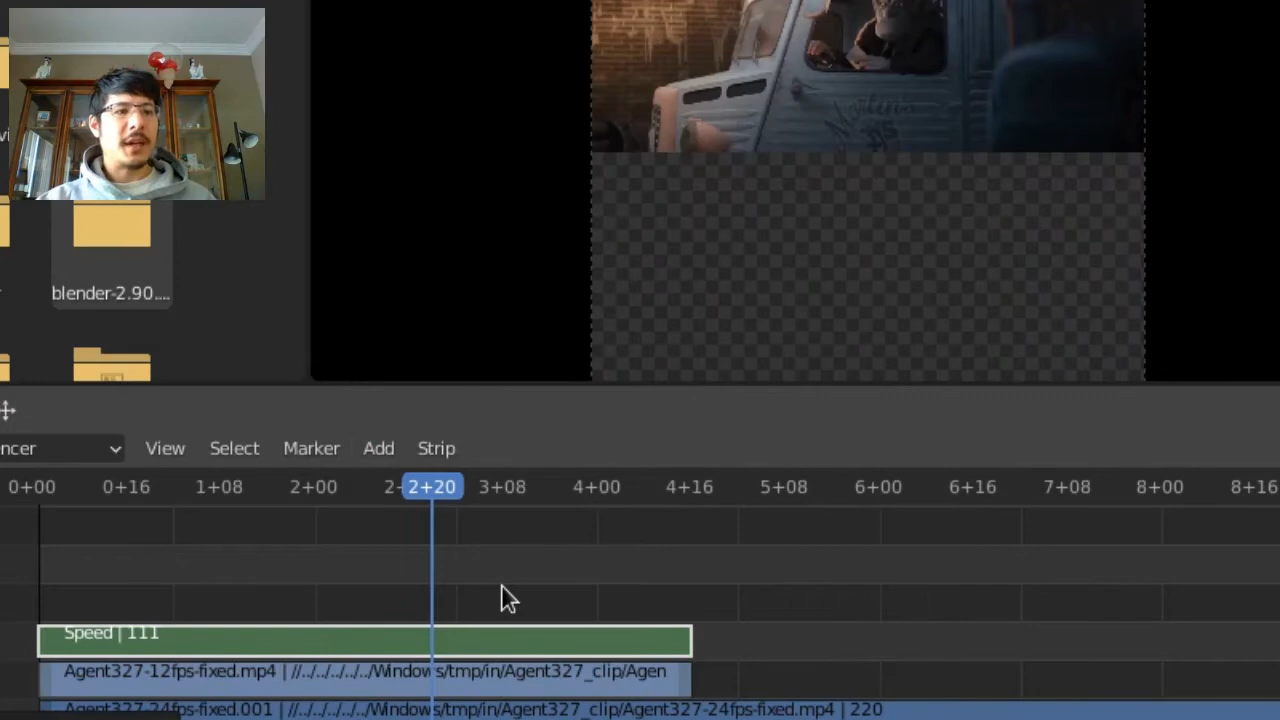 blender-2.90....
ncer View Select Marker Add Strip
0+00 0+16 1+08 2+00 2- 2+20 3+08 4+00 4+16 5+08 6+00 6+16 7+08 8+00 8+16
Speed | 111
Agent327-12fps-fixed.mp4 | //../../../../../Windows/tmp/in/Agent327_clip/Agen
Agent327-24fps-fixed.001 | //../../../../../Windows/tmp/in/Agent327_clip/Agent327-24fps-fixed.mp4 | 220